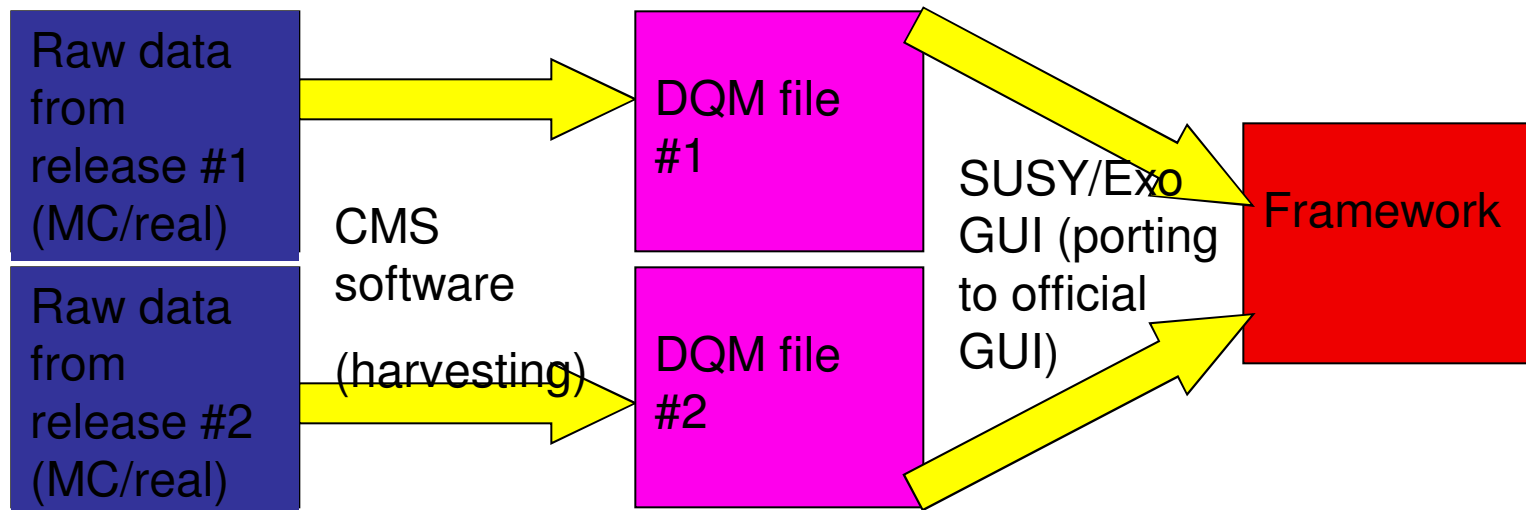 Raw data
from
release #1
(MC/real)
Raw data
from
release #2
(MC/real)
CMS
software
(harvesting)
DQM file
#1
DQM file
#2
SUSY/Exo
GUI (porting
to official
GUI)
Framework